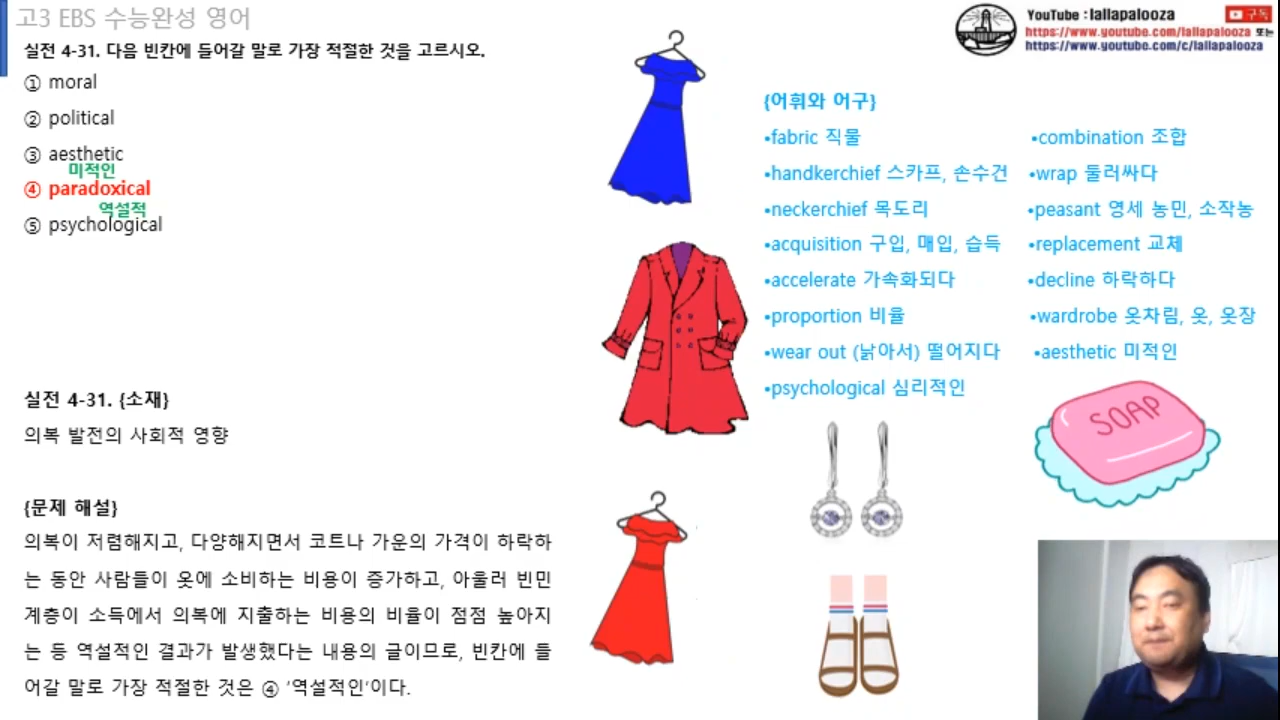 고3 EBS 수능완성 영어
실전 4-31. 다음 빈칸에 들어갈 말로 가장 적절한 것을 고르시오.
① moral
② political
③ aesthetic
미적인
④ paradoxical
역설적
⑤ psychological
실전 4-31. {소재}
의복 발전의 사회적 영향
{문제 해설}
의복이 저렴해지고, 다양해지면서 코트나 가운의 가격이 하락하
는 동안 사람들이 옷에 소비하는 비용이 증가하고, 아울러 빈민
계층이 소득에서 의복에 지출하는 비용의 비율이 점점 높아지
는 등 역설적인 결과가 발생했다는 내용의 글이므로, 빈칸에 들
어갈 말로 가장 적절한 것은 ④ ‘역설적인’이다.
YouTube : lallapalooza
구독
https://www.youtube.com/lallapalooza 또는
https://www.youtube.com/c/lallapalooza
{어휘와 어구}
•fabric 직물 •combination 조합
•handkerchief 스카프, 손수건 •wrap 둘러싸다
•neckerchief 목도리 •peasant 영세 농민, 소작농
•acquisition 구입, 매입, 습득 •replacement 교체
•accelerate 가속화되다 •decline 하락하다
•proportion 비율 •wardrobe 옷차림, 옷, 옷장
•wear out (낡아서) 떨어지다 •aesthetic 미적인
•psychological 심리적인
SOAP